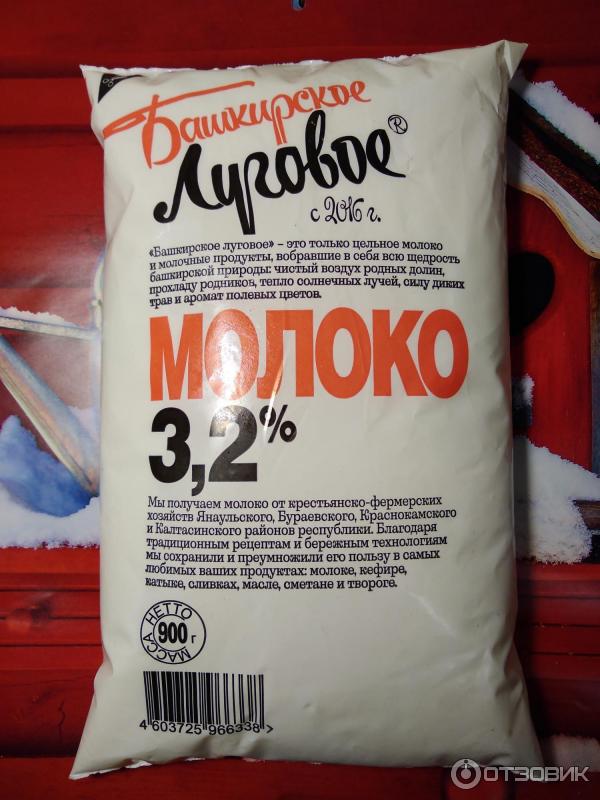 Башкирское
Луговое®
с 2016 г.
«Башкирское луговое» – это только цельное молоко
и молочные продукты, вобравшие в себя всю щедрость
башкирской природы: чистый воздух родных долин,
прохладу родников, тепло солнечных лучей, силу диких
трав и аромат полевых цветов.
МОЛОКО
3,2%
Мы получаем молоко от крестьянско-фермерских
хозяйств Янаульского, Бураевского, Краснокамского
и Калтасинского районов республики. Благодаря
традиционным рецептам и бережным технологиям
мы сохранили и преумножили его пользу в самых
любимых ваших продуктах: молоке, кефире,
катыке, сливках, масле, сметане и твороге.
МАССА НЕТТО
900 г
4 603725 966338 >
ОТЗОВИК